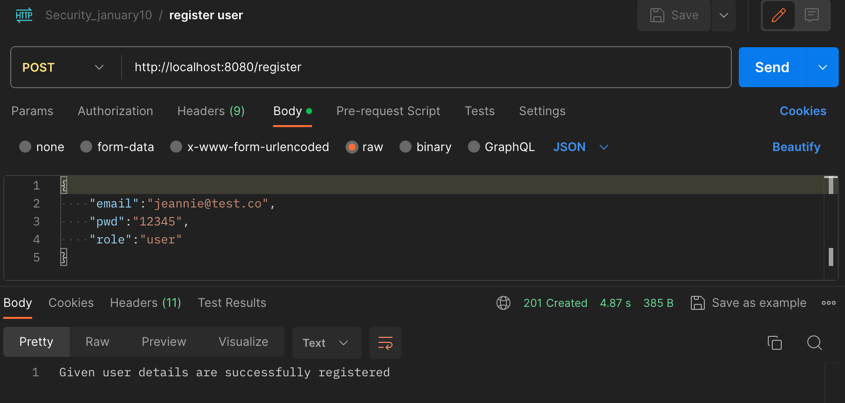 HTTP Security_january10 / register user Save
POST http://localhost:8080/register Send
Params Authorization Headers (9) Body Pre-request Script Tests Settings Cookies
none form-data x-www-form-urlencoded raw binary GraphQL JSON Beautify
1 {
2 ····"email":"jeannie@test.co",
3 ····"pwd":"12345",
4 ····"role":"user"
5 }
Body Cookies Headers (11) Test Results 201 Created 4.87 s 385 B Save as example
Pretty Raw Preview Visualize Text
1 Given user details are successfully registered